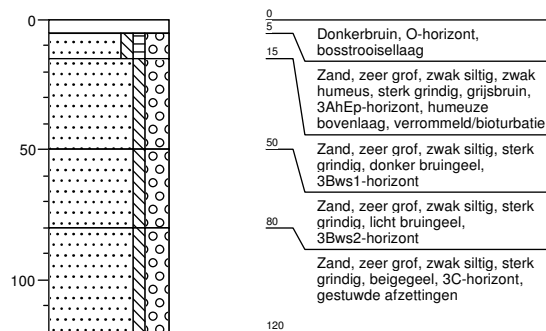 0
50
100
0
5
Donkerbruin, O-horizont,
bosstrooisellaag
15
Zand, zeer grof, zwak siltig, zwak
humeus, sterk grindig, grijsbruin,
3AhEp-horizont, humeuze
bovenlaag, verrommeld/bioturbatie
50
Zand, zeer grof, zwak siltig, sterk
grindig, donker bruingeel,
3Bws1-horizont
80
Zand, zeer grof, zwak siltig, sterk
grindig, licht bruingeel,
3Bws2-horizont
Zand, zeer grof, zwak siltig, sterk
grindig, beigegeel, 3C-horizont,
gestuwde afzettingen
120